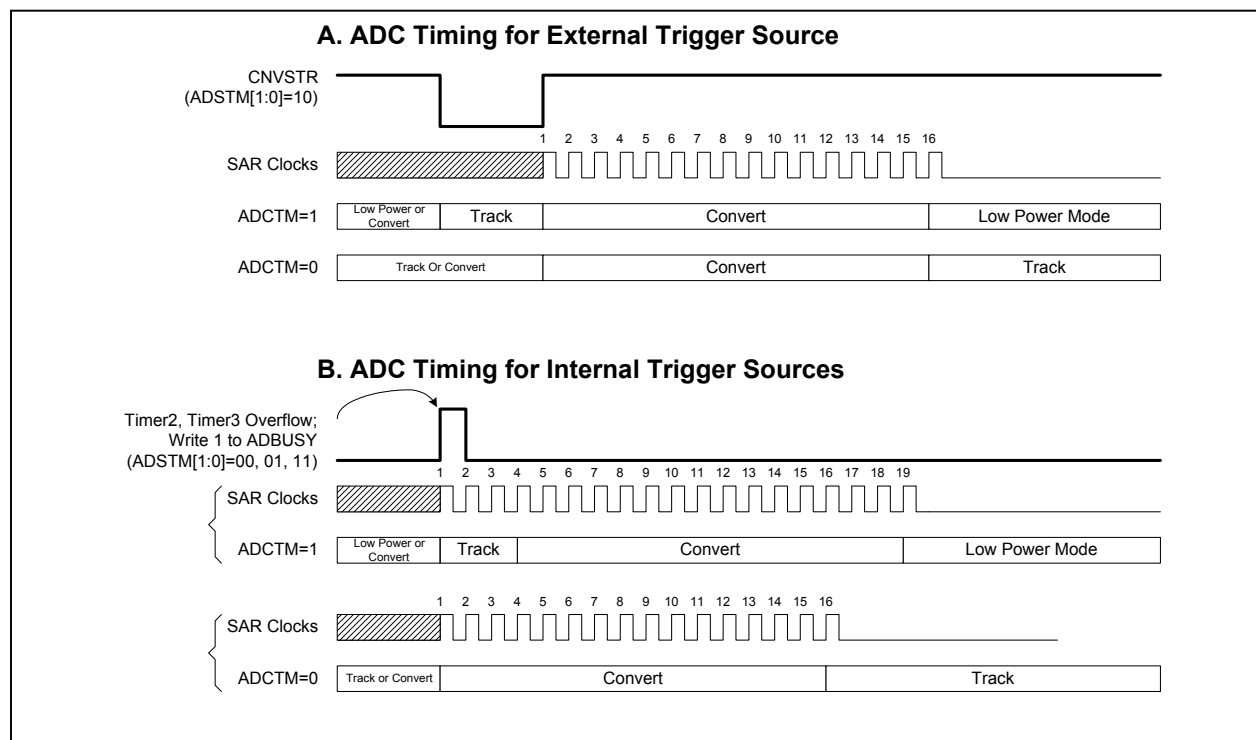 A. ADC Timing for External Trigger Source
CNVSTR
(ADSTM[1:0]=10)
1 2 3 4 5 6 7 8 9 10 11 12 13 14 15 16
SAR Clocks
ADCTM=1
Low Power or
Convert
Track
Convert
Low Power Mode
ADCTM=0
Track Or Convert
Convert
Track
B. ADC Timing for Internal Trigger Sources
Timer2, Timer3 Overflow;
Write 1 to ADBUSY
(ADSTM[1:0]=00, 01, 11)
1 2 3 4 5 6 7 8 9 10 11 12 13 14 15 16 17 18 19
SAR Clocks
ADCTM=1
Low Power or
Convert
Track
Convert
Low Power Mode
1 2 3 4 5 6 7 8 9 10 11 12 13 14 15 16
SAR Clocks
ADCTM=0
Track or Convert
Convert
Track